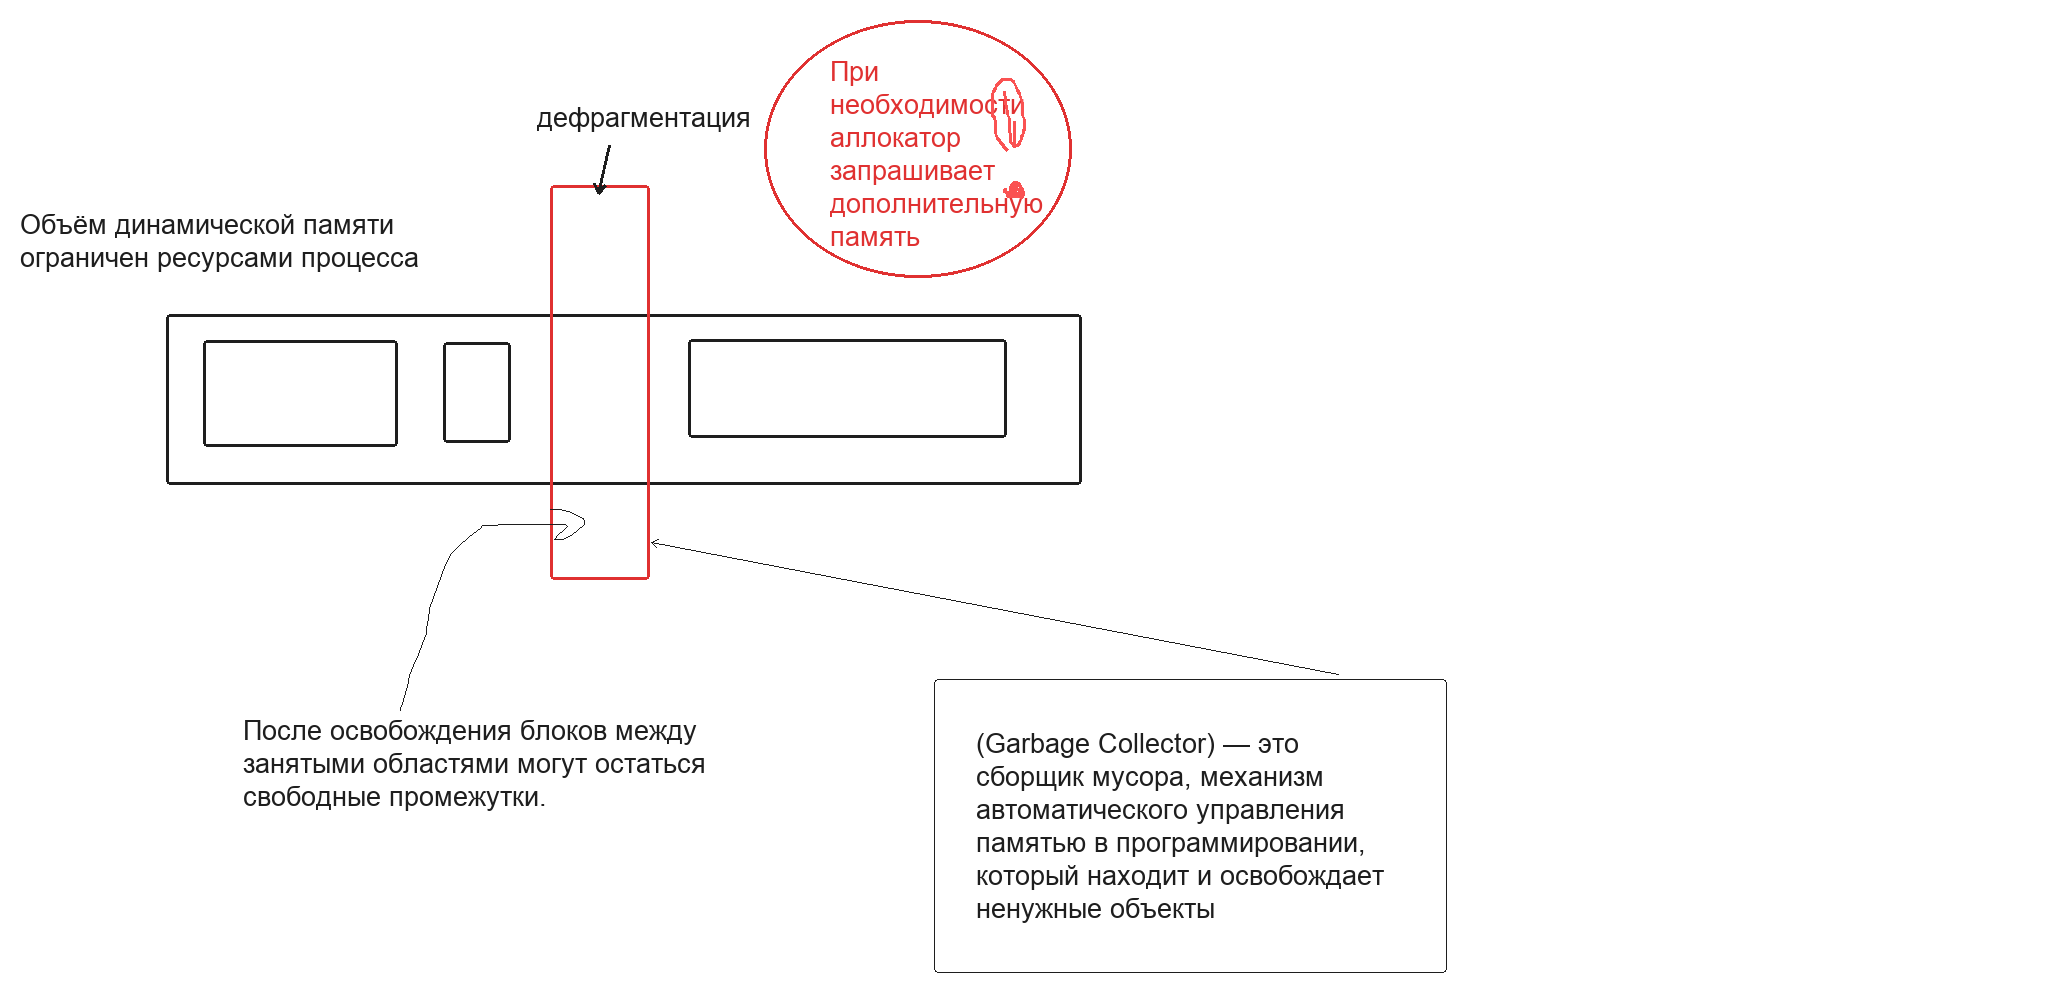 При
необходимости
аллокатор
запрашивает
дополнительную
память
дефрагментация
Объём динамической памяти
ограничен ресурсами процесса
После освобождения блоков между
занятыми областями могут остаться
свободные промежутки.
(Garbage Collector) — это
сборщик мусора, механизм
автоматического управления
памятью в программировании,
который находит и освобождает
ненужные объекты